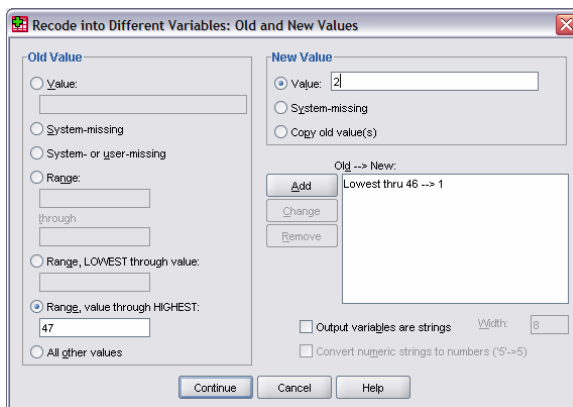 Recode into Different Variables: Old and New Values
Old Value
Value:
System-missing
System- or user-missing
Range:
through
Range, LOWEST through value:
Range, value through HIGHEST:
47
All other values
New Value
Value: 2
System-missing
Copy old value(s)
Old --> New:
Add
Change
Remove
Lowest thru 46 --> 1
Output variables are strings
Width: 8
Convert numeric strings to numbers ('5'->5)
Continue
Cancel
Help